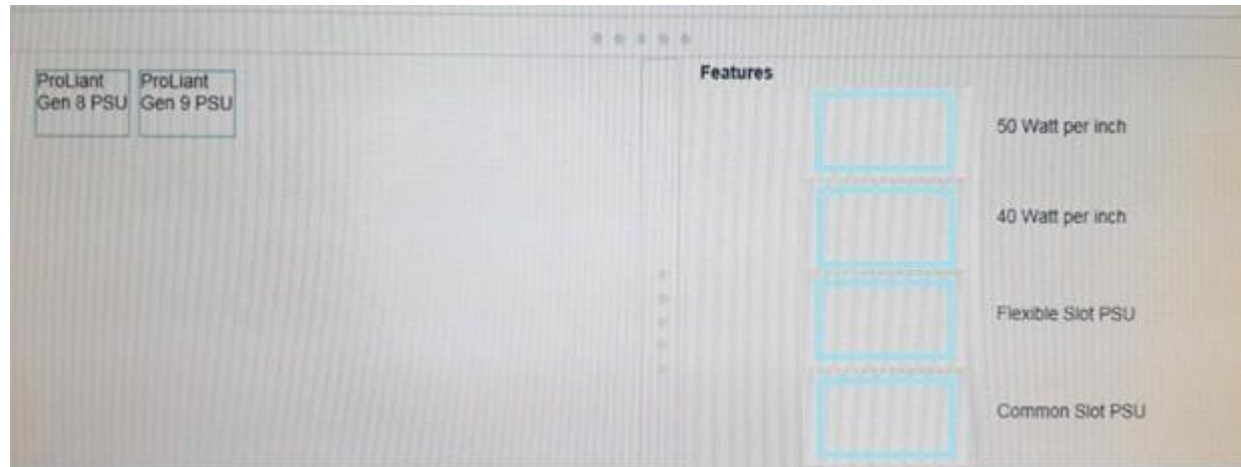 ProLiant
Gen 8 PSU
ProLiant
Gen 9 PSU
Features
50 Watt per inch
40 Watt per inch
Flexible Slot PSU
Common Slot PSU